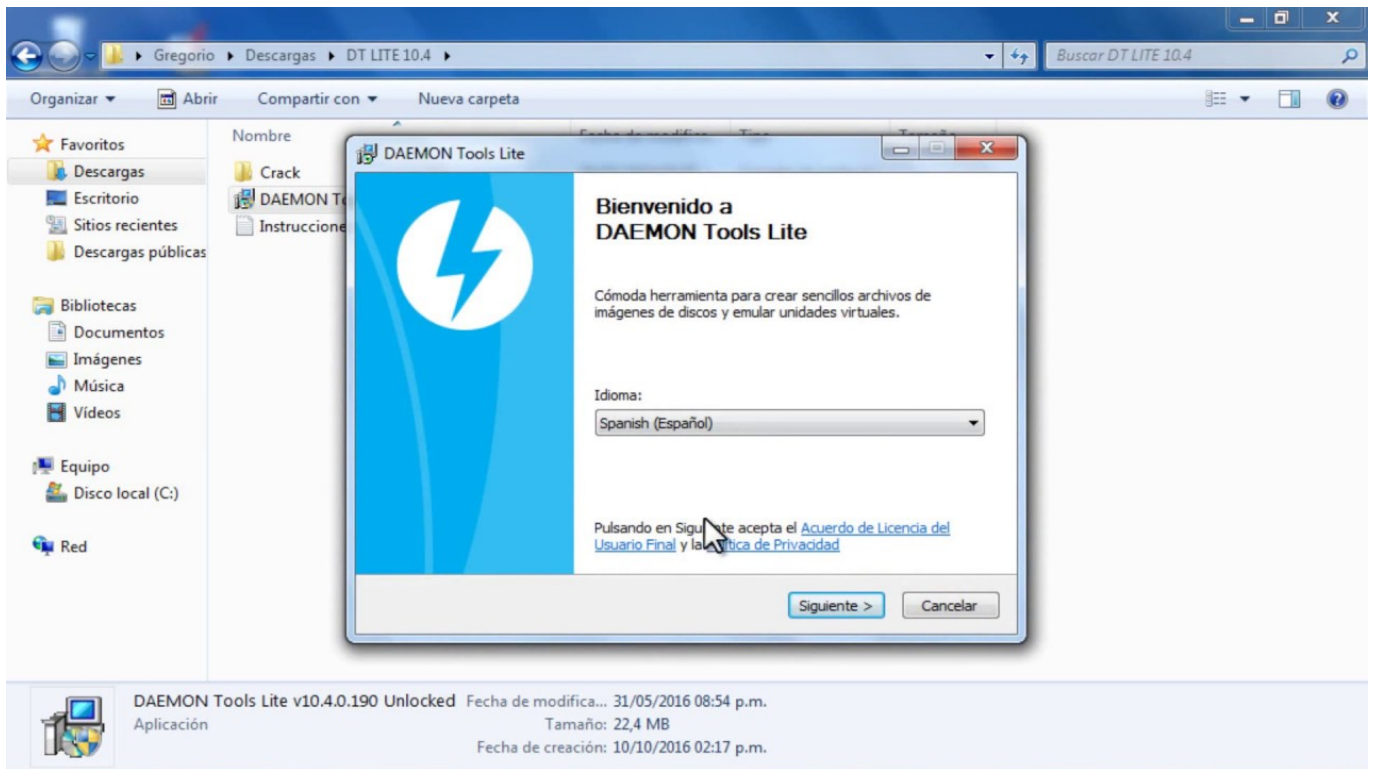 Gregorio ▸ Descargas ▸ DT LITE 10.4 ▸
Buscar DT LITE 10.4
Organizar Abrir Compartir con Nueva carpeta
Favoritos
Descargas
Escritorio
Sitios recientes
Descargas públicas
Bibliotecas
Documentos
Imágenes
Música
Vídeos
Equipo
Disco local (C:)
Red
Nombre
Crack
DAEMON
DAEMON Tools Lite
Bienvenido a
DAEMON Tools Lite
Cómoda herramienta para crear sencillos archivos de
imágenes de discos y emular unidades virtuales.
Idioma:
Spanish (Español)
Pulsando en acepta el Acuerdo de Licencia del
Usuario Final y la de Privacidad
Siguiente > Cancelar
DAEMON Tools Lite v10.4.0.190 Unlocked Fecha de modifica... 31/05/2016 08:54 p.m.
Aplicación Tamaño: 22,4 MB
Fecha de creación: 10/10/2016 02:17 p.m.